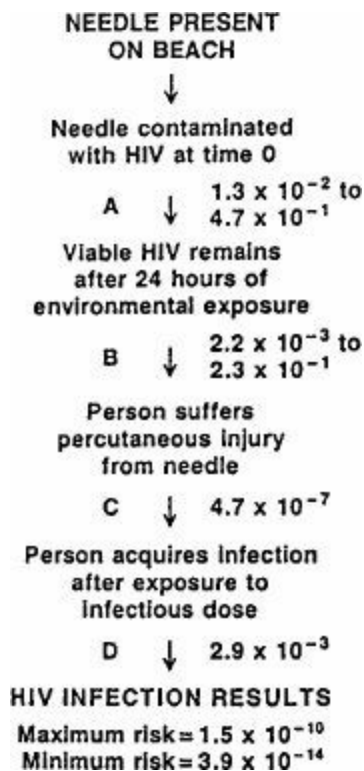 NEEDLE PRESENT
ON BEACH
↓
Needle contaminated
with HIV at time 0
A ↓ 1.3 x 10⁻² to
4.7 x 10⁻¹
Viable HIV remains
after 24 hours of
environmental exposure
B ↓ 2.2 x 10⁻³ to
2.3 x 10⁻¹
Person suffers
percutaneous injury
from needle
C ↓ 4.7 x 10⁻⁷
Person acquires infection
after exposure to
infectious dose
D ↓ 2.9 x 10⁻³
HIV INFECTION RESULTS
Maximum risk=1.5 x 10⁻¹⁰
Minimum risk=3.9 x 10⁻¹⁴